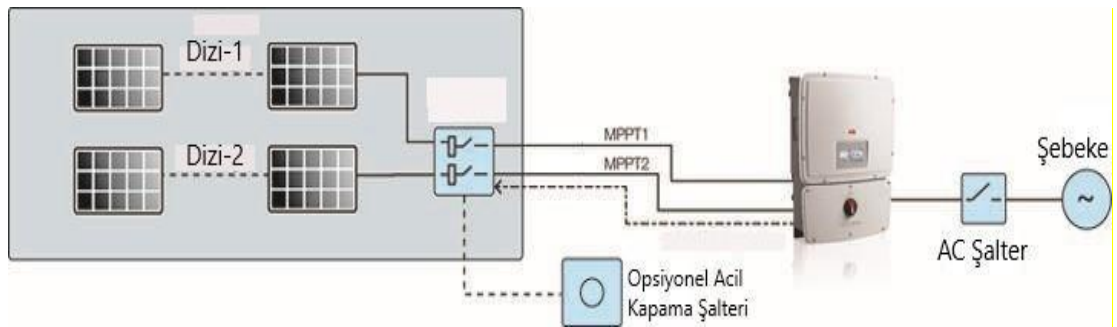 Dizi-1
Dizi-2
MPPT1
MPPT2
Şebeke
AC Şalter
Opsiyonel Acil
Kapama Şalteri